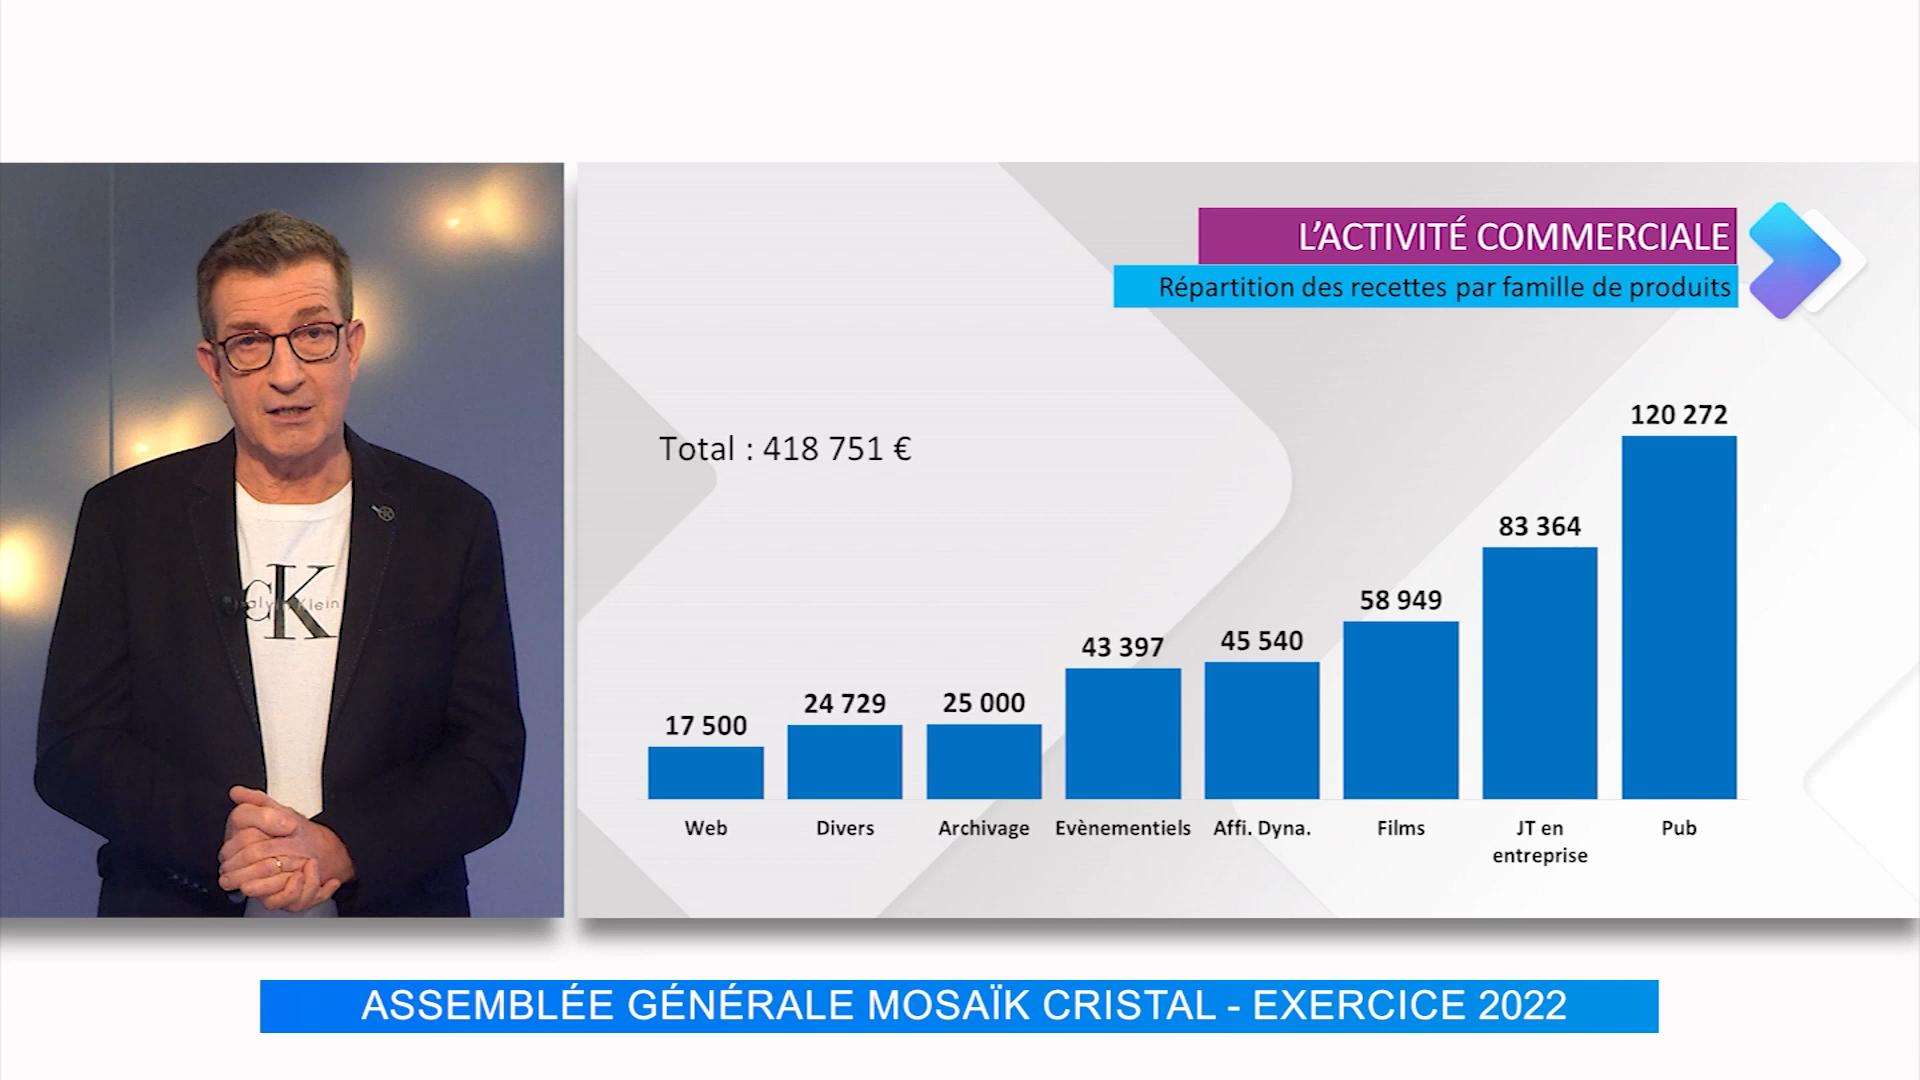 L'ACTIVITÉ COMMERCIALE
Répartition des recettes par famille de produits
Total : 418 751 €
120 272
83 364
58 949
45 540
43 397
25 000
24 729
17 500
Web
Divers
Archivage
Evènementiels
Affi. Dyna.
Films
JT en
entreprise
Pub
CK
Klein
ASSEMBLÉE GÉNÉRALE MOSAÏK CRISTAL - EXERCICE 2022